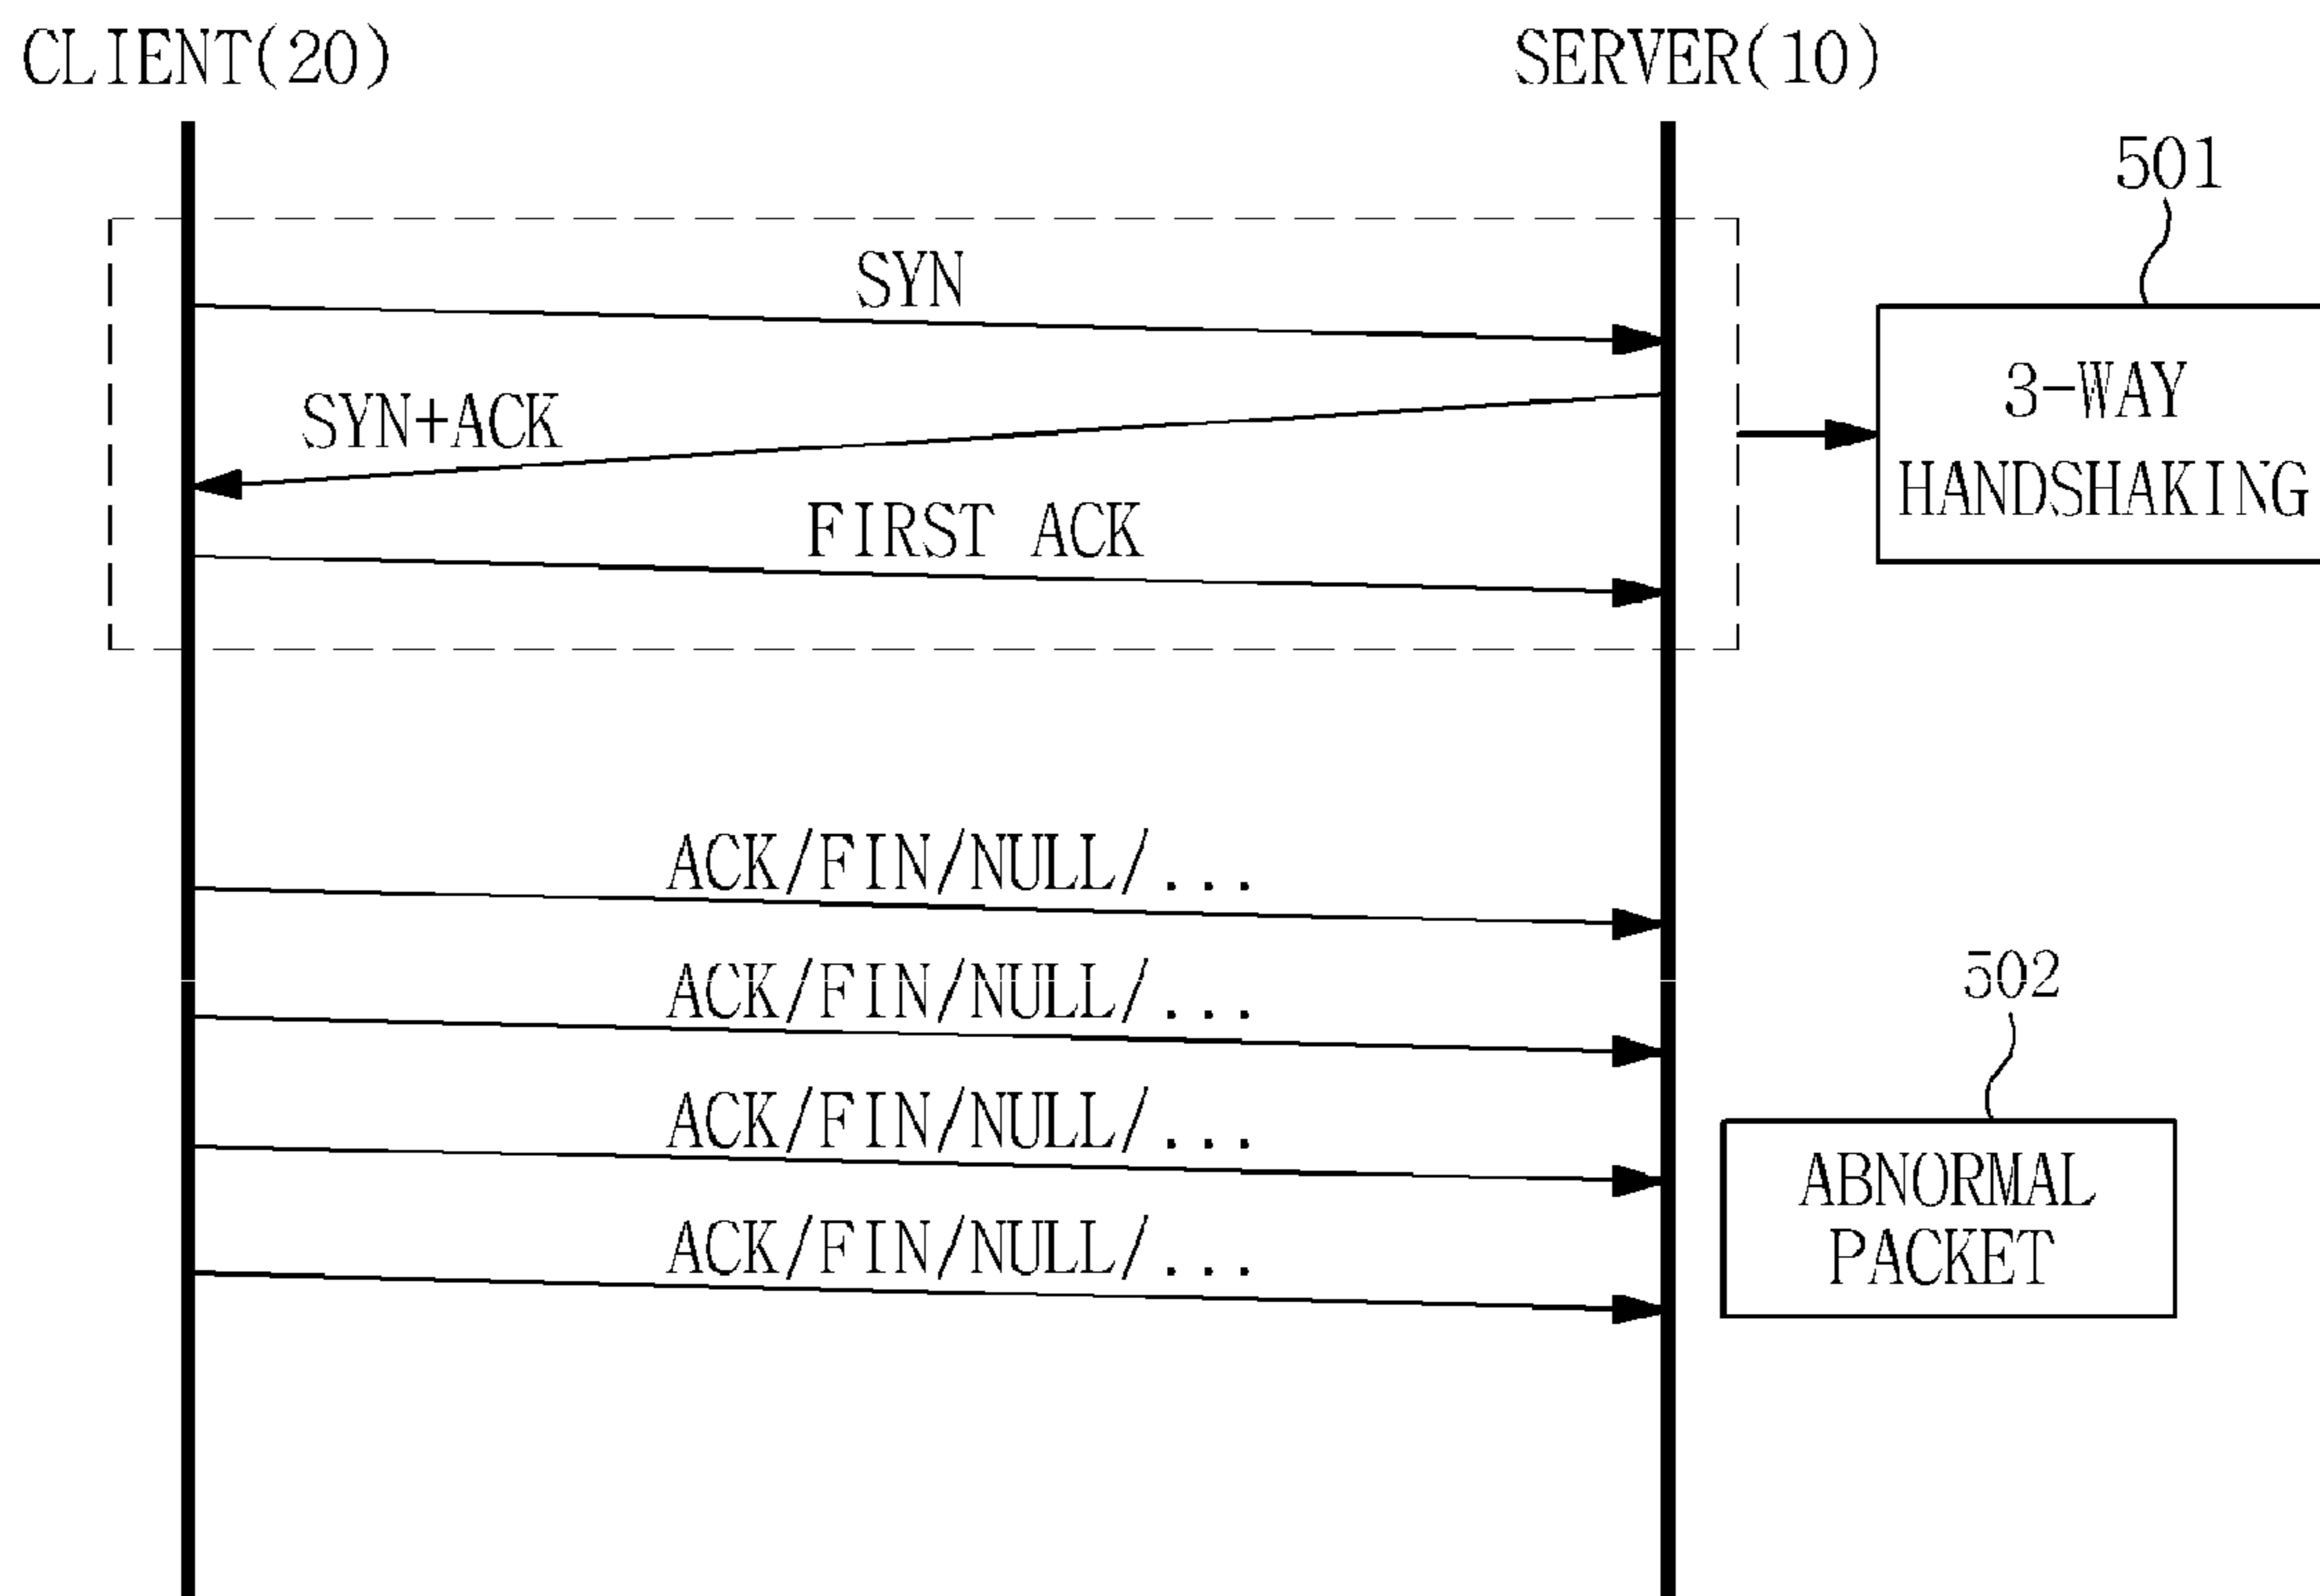 CLIENT(20)
SERVER(10)
501
SYN
3-WAY
HANDSHAKING
SYN+ACK
FIRST ACK
ACK/FIN/NULL/...
ACK/FIN/NULL/...
502
ACK/FIN/NULL/...
ABNORMAL
PACKET
ACK/FIN/NULL/...